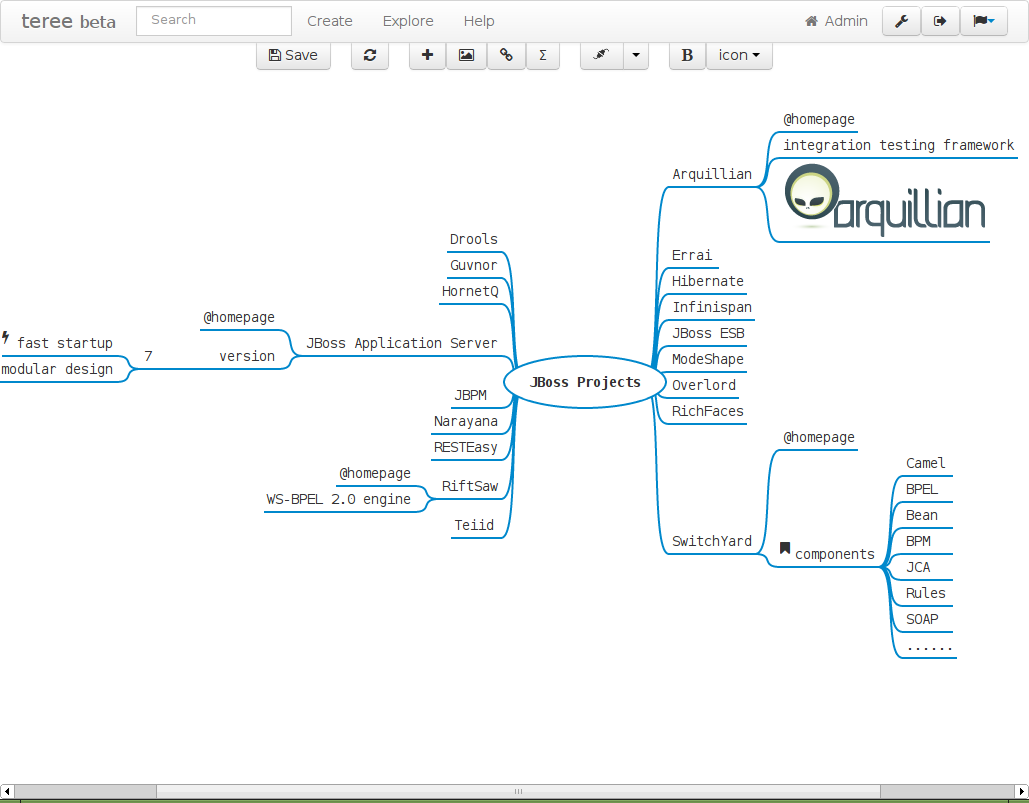 teree beta
Search
Create
Explore
Help
Admin
Save
Σ
B
icon
@homepage
integration testing framework
Arquillian
arquillian
Errai
Hibernate
Infinispan
JBoss ESB
ModeShape
Overlord
RichFaces
@homepage
SwitchYard
components
Camel
BPEL
Bean
BPM
JCA
Rules
SOAP
......
JBoss Projects
Drools
Guvnor
HornetQ
@homepage
JBoss Application Server
version
7
fast startup
modular design
JBPM
Narayana
RESTEasy
@homepage
RiftSaw
WS-BPEL 2.0 engine
Teiid